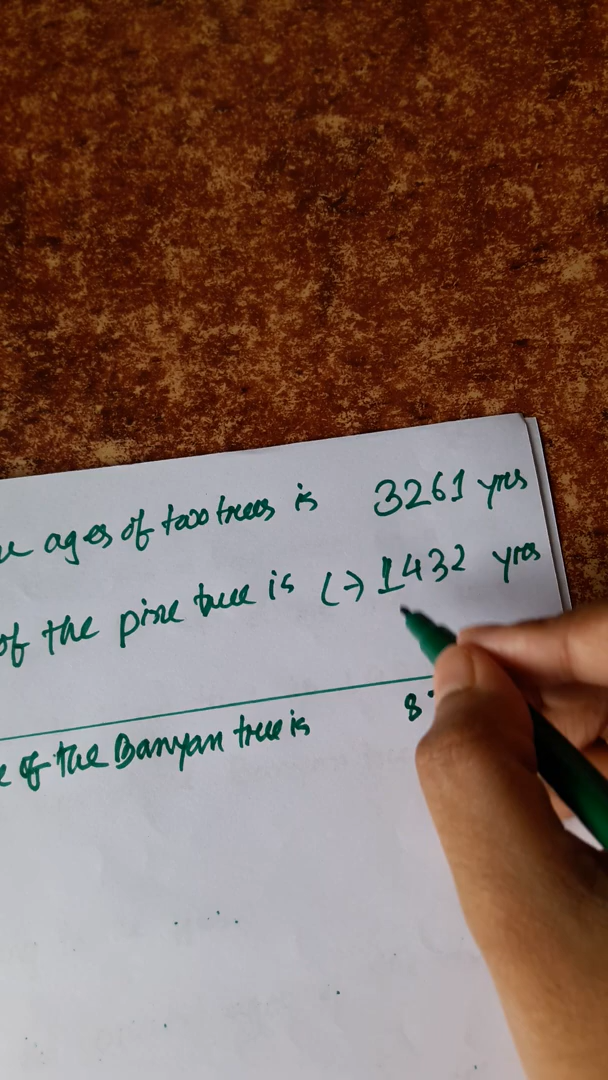 ages of two trees is 3261 yrs
of the pine tree is (-) 1432 yrs
of the Banyan tree is 8